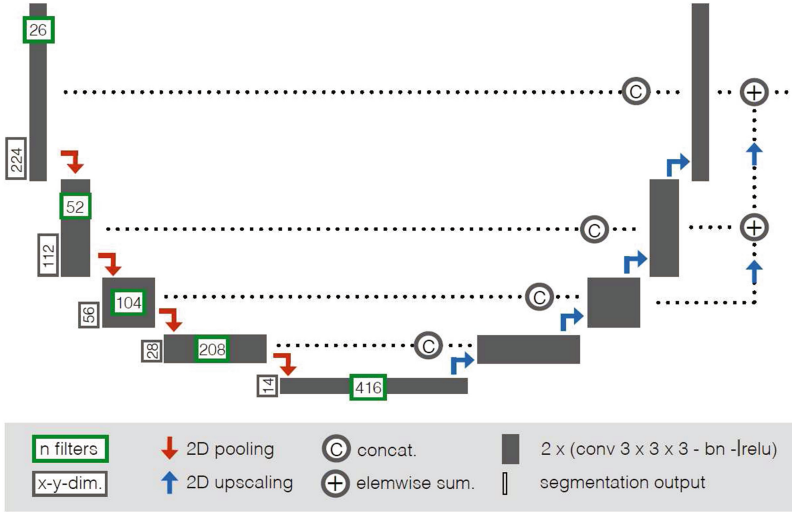 26
224
52
112
C
104
56
C
208
28
C
416
14
C
n filters
2D pooling
C concat.
2 x (conv 3 x 3 x 3 - bn -lrelu)
x-y-dim.
2D upscaling
+ elemwise sum.
segmentation output